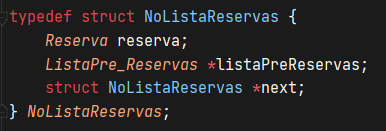 typedef struct NoListaReservas {
    Reserva reserva;
    ListaPre_Reservas *listaPreReservas;
    struct NoListaReservas *next;
} NoListaReservas;